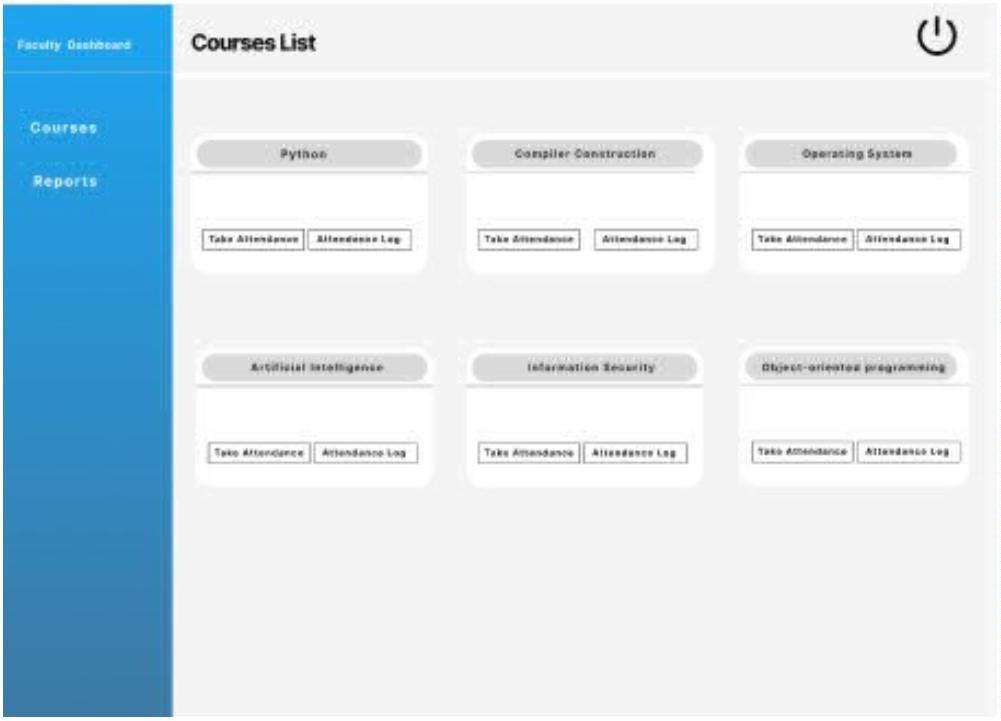 Faculty Dashboard
Courses List
Courses
Reports
Python
Compiler Construction
Operating System
Take Attendance Attendance Log
Take Attendance Attendance Log
Take Attendance Attendance Log
Artificial Intelligence
Information Security
Object-oriented programming
Take Attendance Attendance Log
Take Attendance Attendance Log
Take Attendance Attendance Log